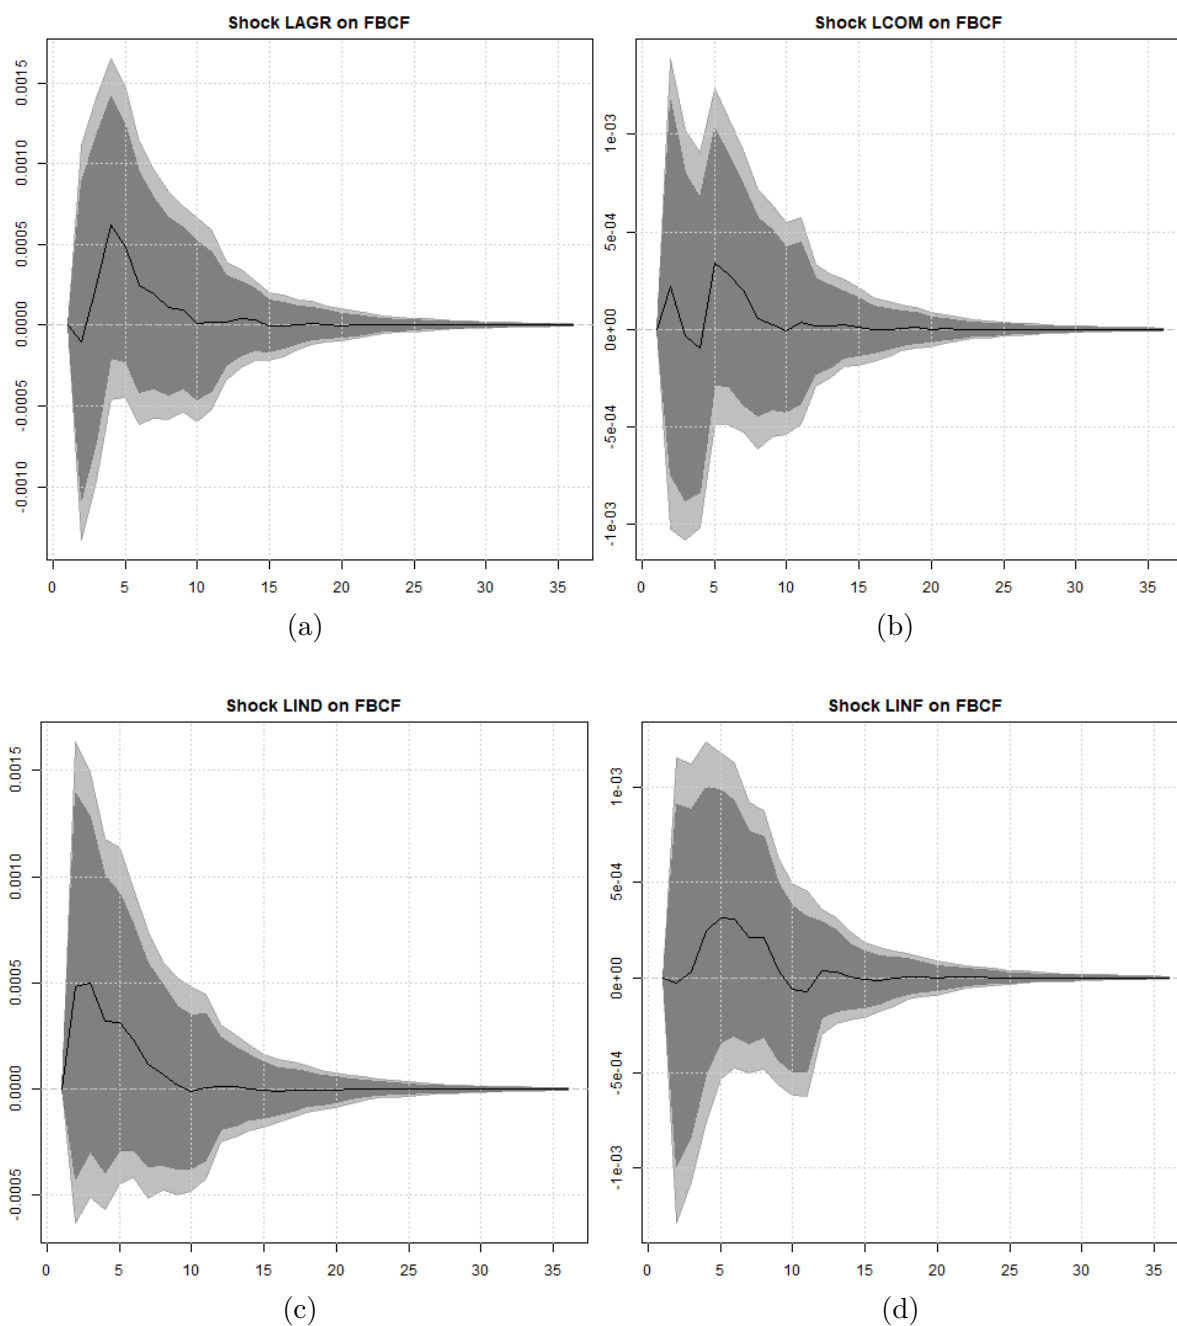 Shock LAGR on FBCF
0.0015
0.0010
0.0005
0.0000
-0.0005
-0.0010
0 5 10 15 20 25 30 35
(a)
Shock LCOM on FBCF
1e-03
5e-04
0e+00
-5e-04
-1e-03
0 5 10 15 20 25 30 35
(b)
Shock LIND on FBCF
0.0015
0.0010
0.0005
0.0000
-0.0005
0 5 10 15 20 25 30 35
(c)
Shock LINF on FBCF
1e-03
5e-04
0e+00
-5e-04
-1e-03
0 5 10 15 20 25 30 35
(d)